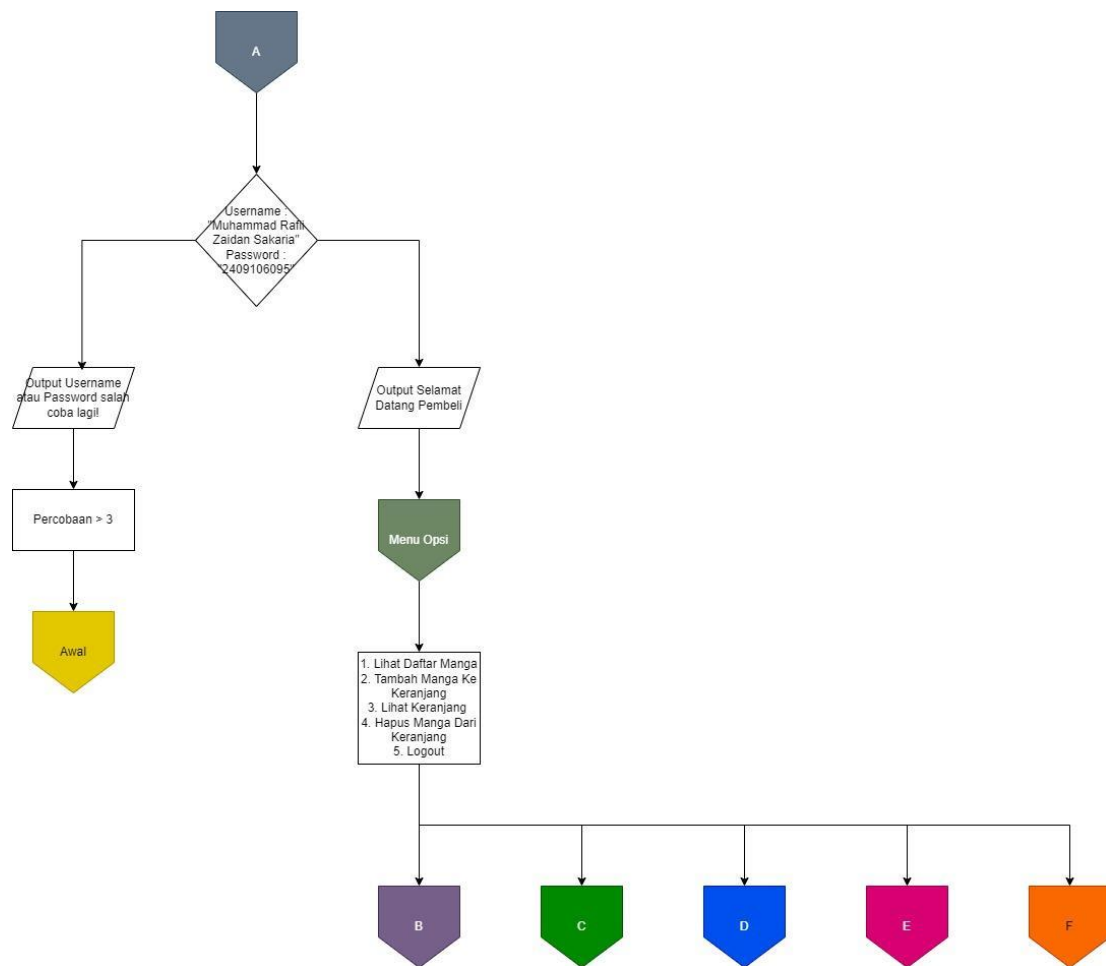 A
Username :
"Muhammad Rafli
Zaidan Sakaria"
Password :
"2409106095"
Output Username
atau Password salah
coba lagi!
Output Selamat
Datang Pembeli
Percobaan > 3
Menu Opsi
Awal
1. Lihat Daftar Manga
2. Tambah Manga Ke
Keranjang
3. Lihat Keranjang
4. Hapus Manga Dari
Keranjang
5. Logout
B
C
D
E
F